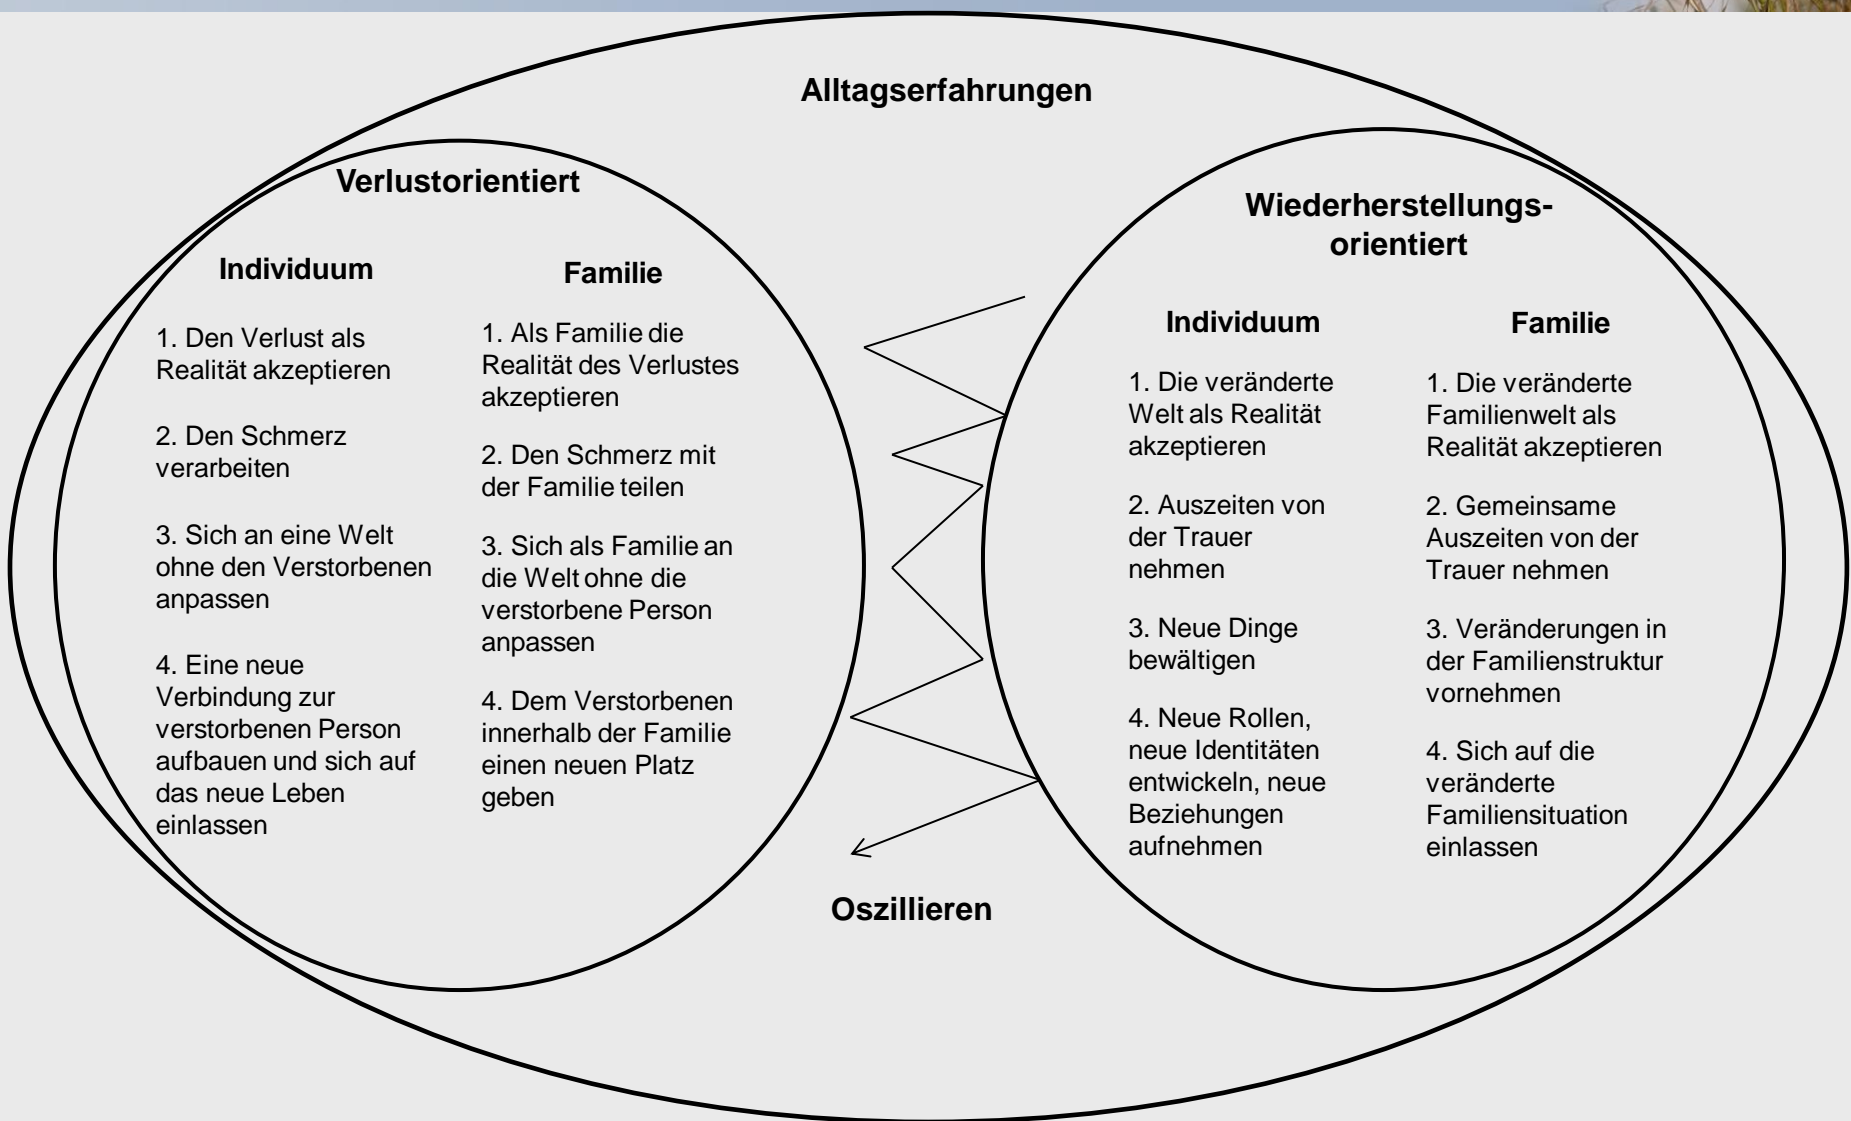 Alltagserfahrungen
Verlustorientiert
Individuum
1. Den Verlust als
Realität akzeptieren
2. Den Schmerz
verarbeiten
3. Sich an eine Welt
ohne den Verstorbenen
anpassen
4. Eine neue
Verbindung zur
verstorbenen Person
aufbauen und sich auf
das neue Leben
einlassen
Familie
1. Als Familie die
Realität des Verlustes
akzeptieren
2. Den Schmerz mit
der Familie teilen
3. Sich als Familie an
die Welt ohne die
verstorbene Person
anpassen
4. Dem Verstorbenen
innerhalb der Familie
einen neuen Platz
geben
Oszillieren
Wiederherstellungs-
orientiert
Individuum
1. Die veränderte
Welt als Realität
akzeptieren
2. Auszeiten von
der Trauer
nehmen
3. Neue Dinge
bewältigen
4. Neue Rollen,
neue Identitäten
entwickeln, neue
Beziehungen
aufnehmen
Familie
1. Die veränderte
Familienwelt als
Realität akzeptieren
2. Gemeinsame
Auszeiten von der
Trauer nehmen
3. Veränderungen in
der Familienstruktur
vornehmen
4. Sich auf die
veränderte
Familiensituation
einlassen